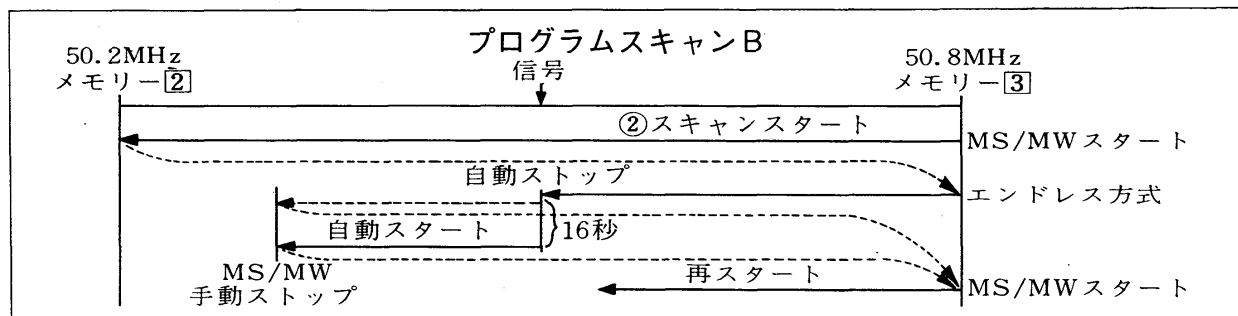 プログラムスキャンB
50.2MHz
メモリー2
信号
50.8MHz
メモリー3
②スキャンスタート
MS/MWスタート
自動ストップ
エンドレス方式
自動スタート
16秒
MS/MW
手動ストップ
再スタート
MS/MWスタート